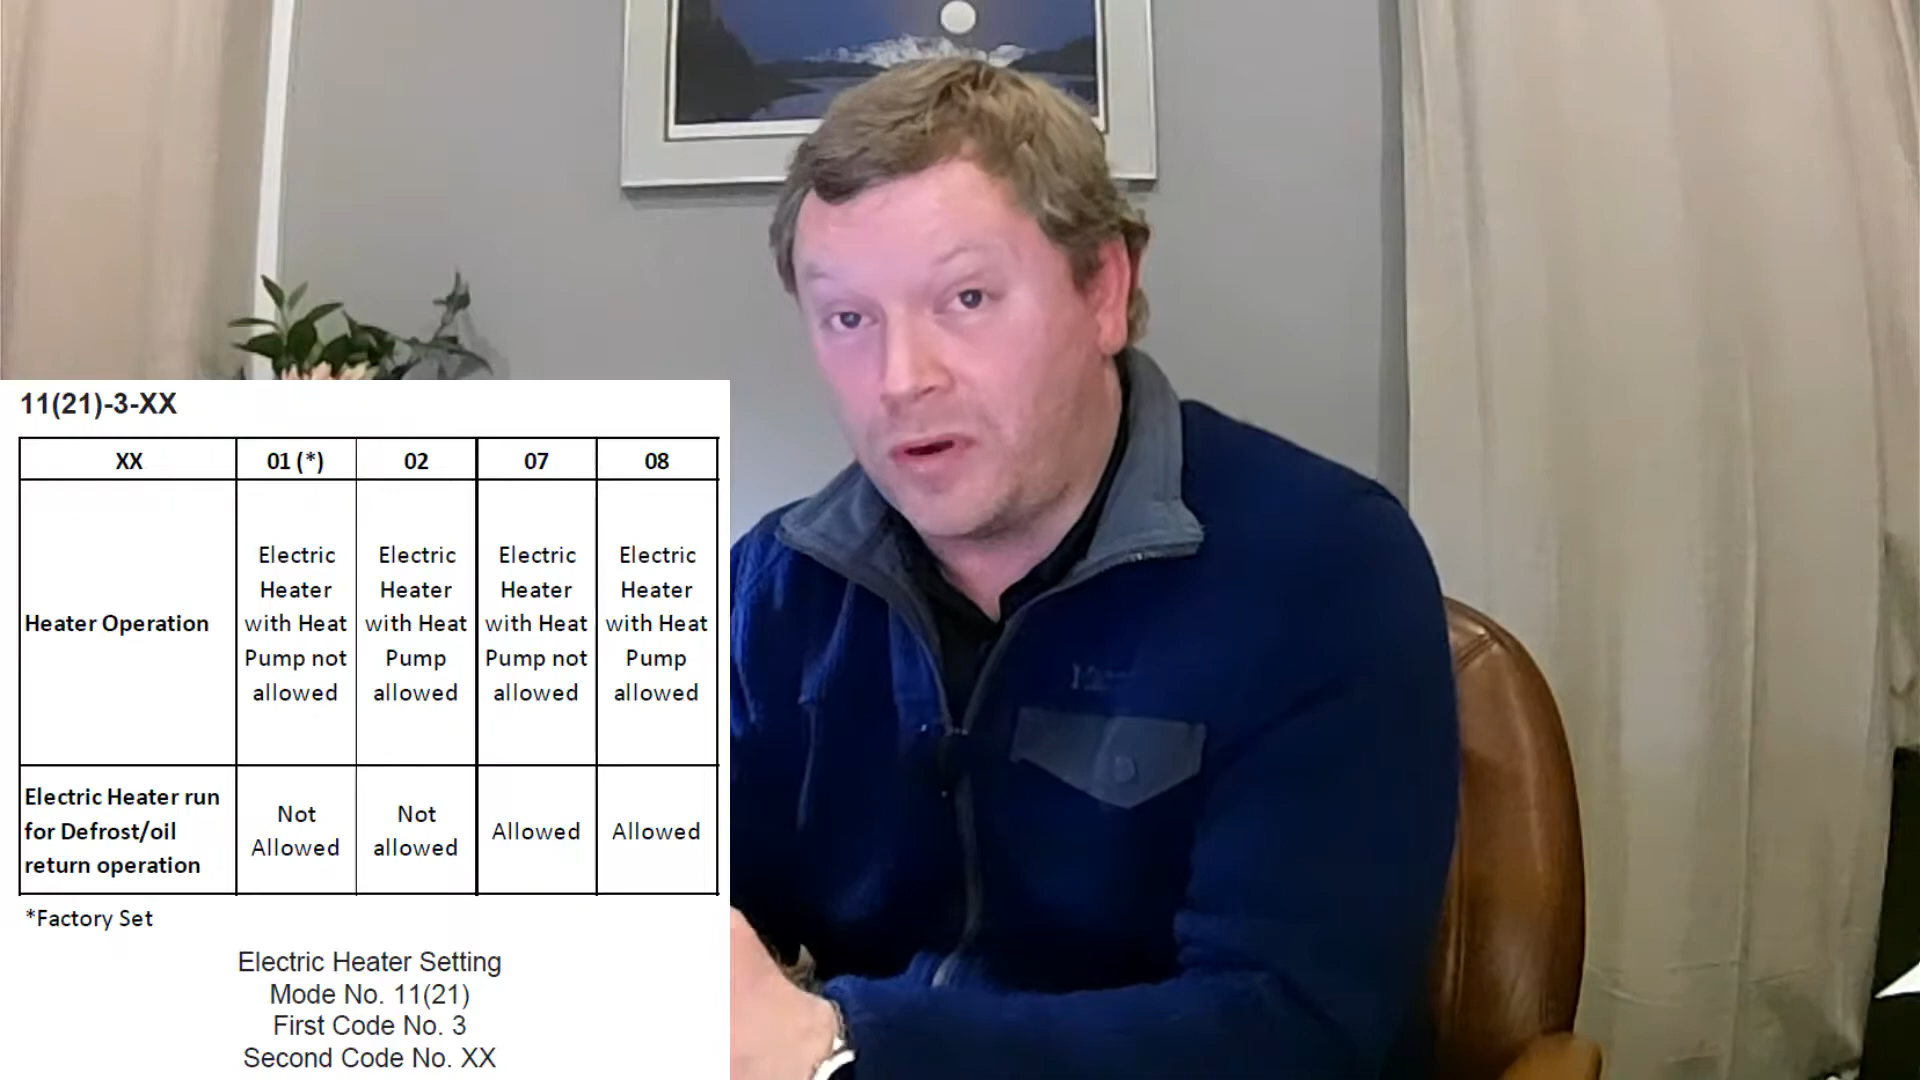 11(21)-3-XX
XX 01 (*) 02 07 08
Heater Operation
Electric
Heater
with Heat
Pump not
allowed
Electric
Heater
with Heat
Pump
allowed
Electric
Heater
with Heat
Pump not
allowed
Electric
Heater
with Heat
Pump
allowed
Electric Heater run
for Defrost/oil
return operation
Not
Allowed
Not
allowed
Allowed
Allowed
*Factory Set
Electric Heater Setting
Mode No. 11(21)
First Code No. 3
Second Code No. XX